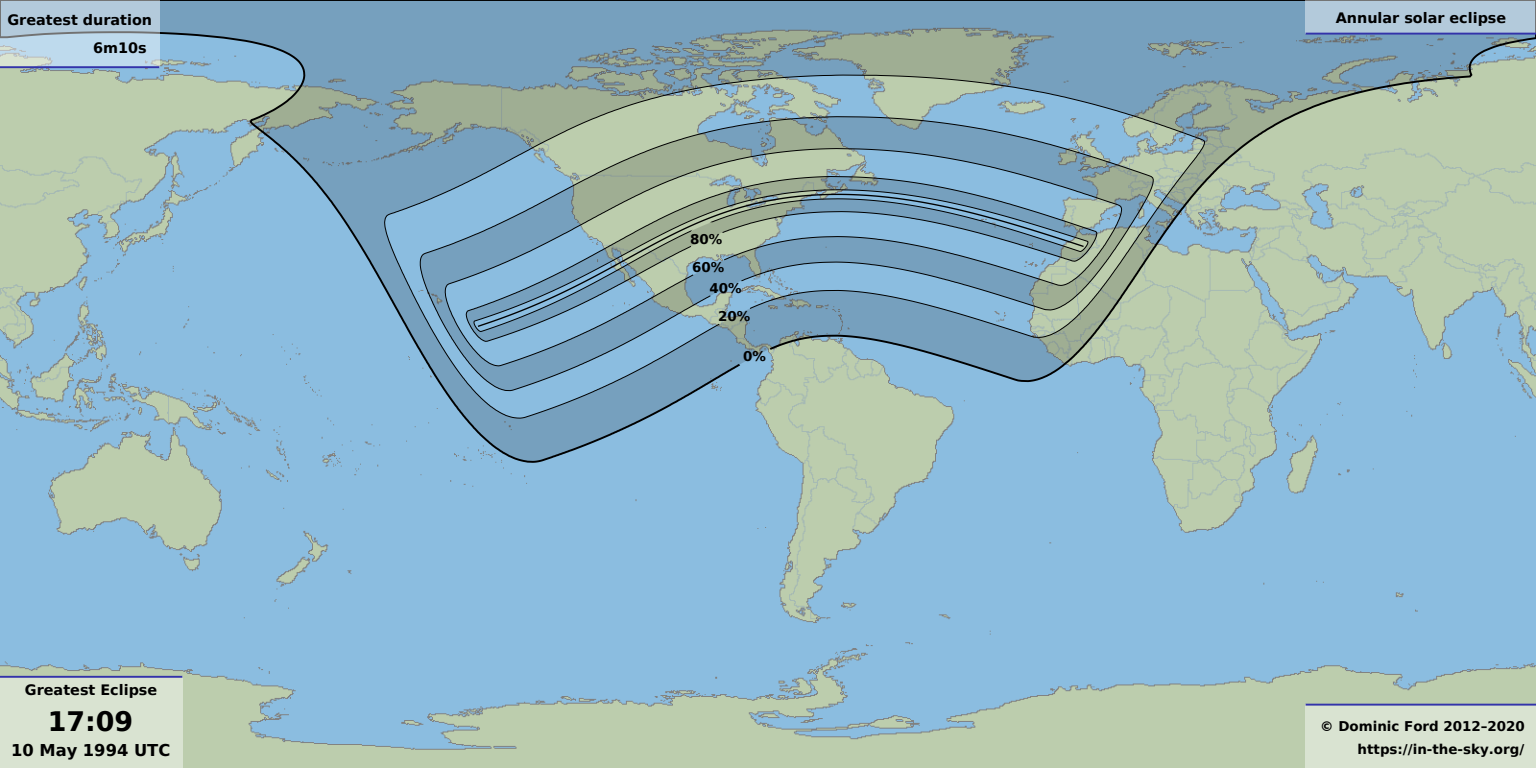 Greatest duration
6m10s
Annular solar eclipse
80%
60%
40%
20%
0%
Greatest Eclipse
17:09
10 May 1994 UTC
© Dominic Ford 2012–2020
https://in-the-sky.org/